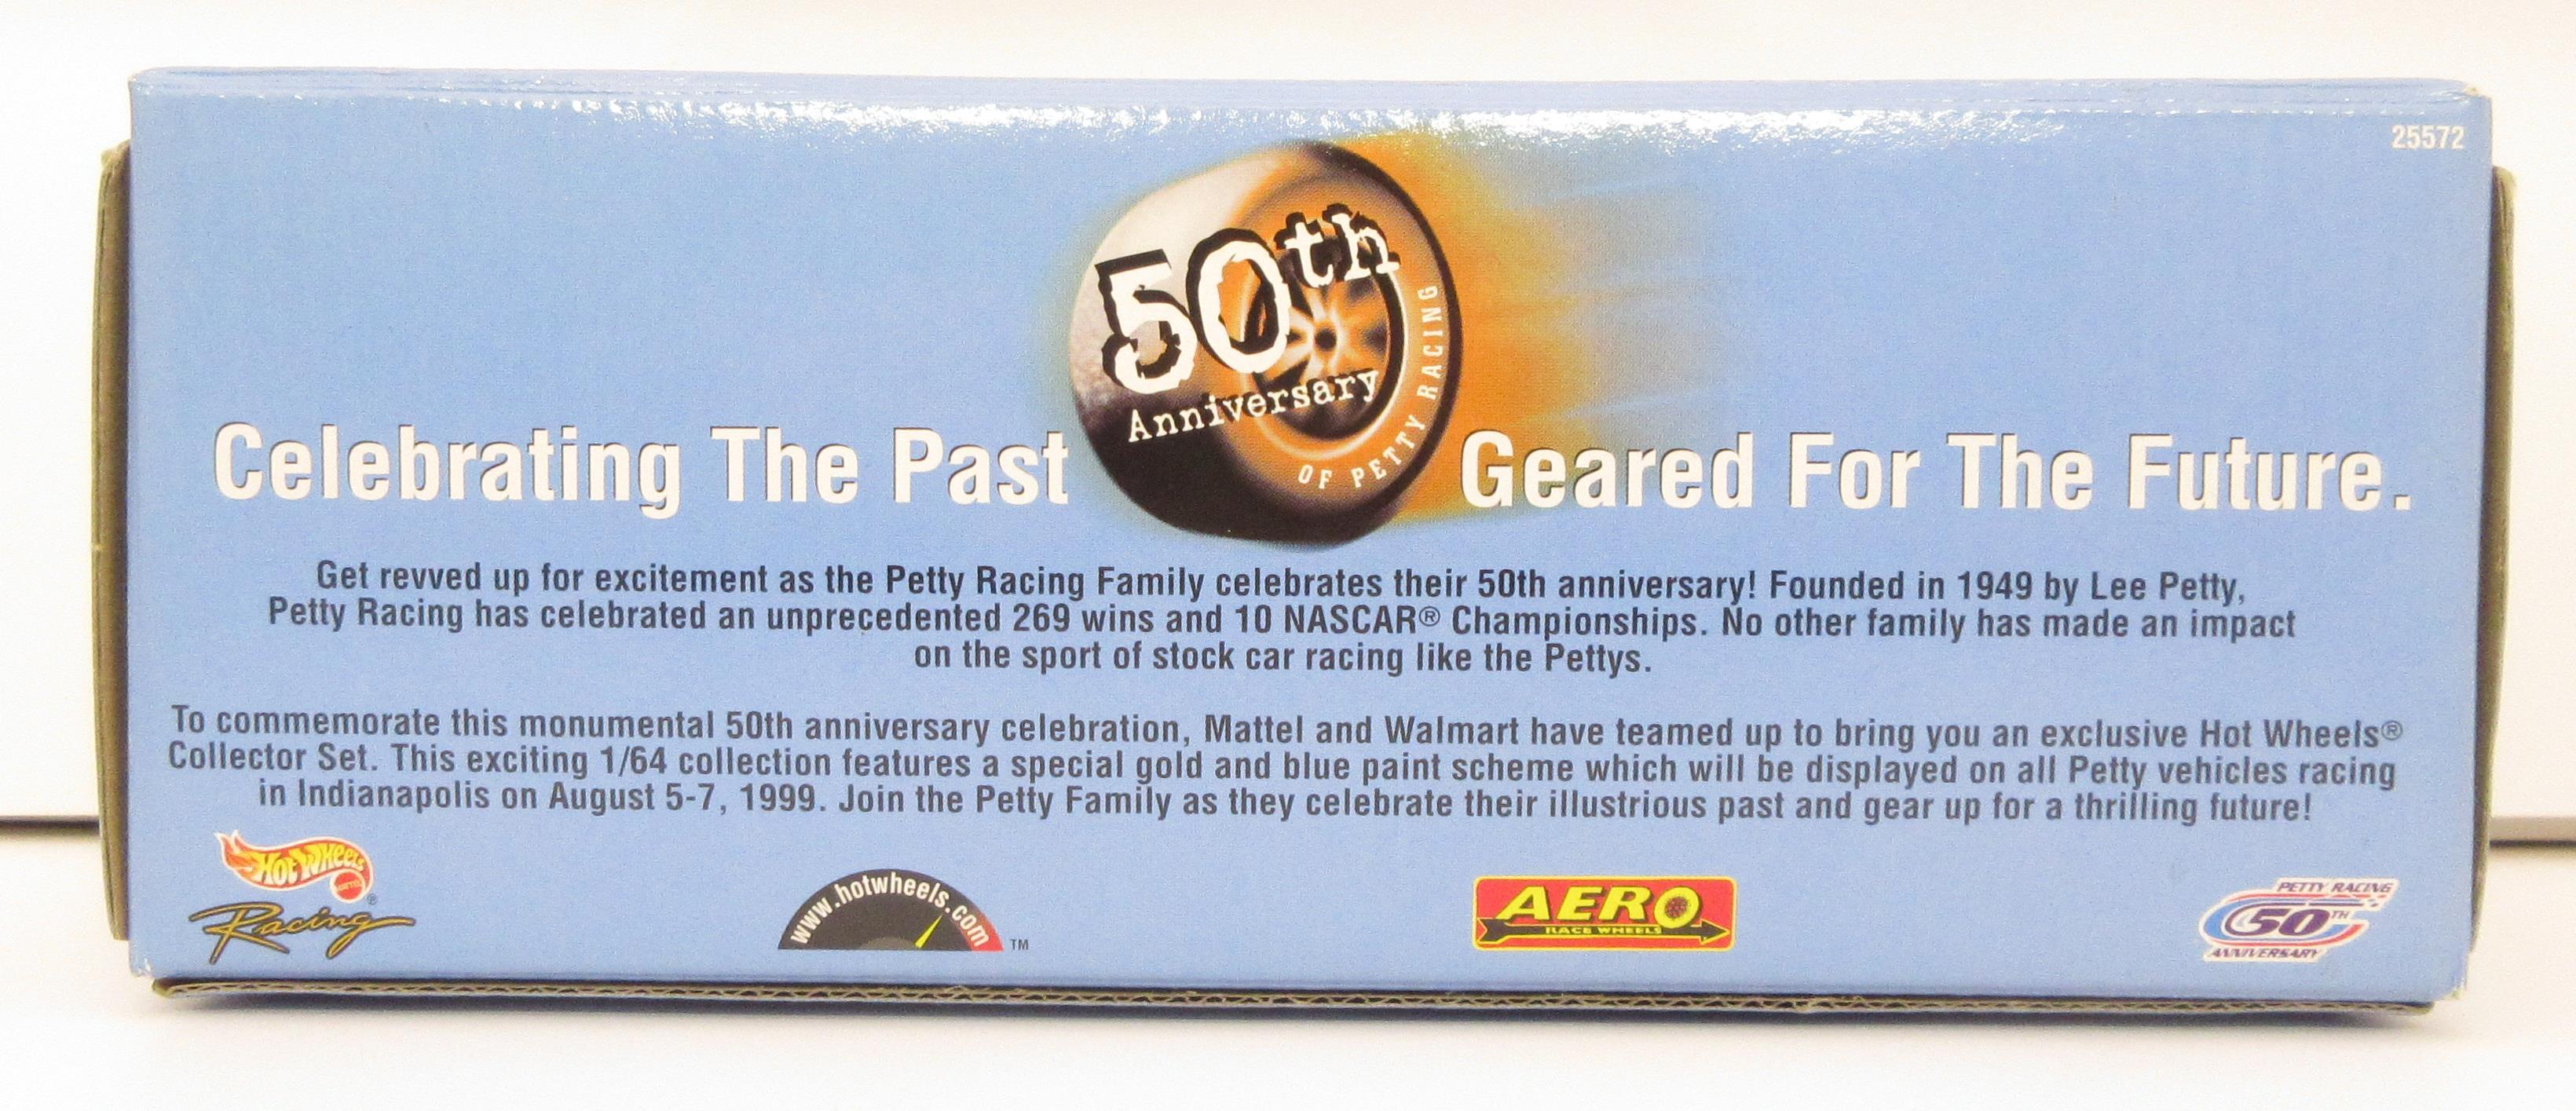 25572
50th
Anniversary
OF PETTY RACING
Celebrating The Past Geared For The Future.
Get revved up for excitement as the Petty Racing Family celebrates their 50th anniversary! Founded in 1949 by Lee Petty,
Petty Racing has celebrated an unprecedented 269 wins and 10 NASCAR® Championships. No other family has made an impact
on the sport of stock car racing like the Pettys.
To commemorate this monumental 50th anniversary celebration, Mattel and Walmart have teamed up to bring you an exclusive Hot Wheels®
Collector Set. This exciting 1/64 collection features a special gold and blue paint scheme which will be displayed on all Petty vehicles racing
in Indianapolis on August 5-7, 1999. Join the Petty Family as they celebrate their illustrious past and gear up for a thrilling future!
Hot Wheels
MATTEL
®
Racing
www.hotwheels.com
TM
AERO
RACE WHEELS
PETTY RACING
50TH
ANNIVERSARY